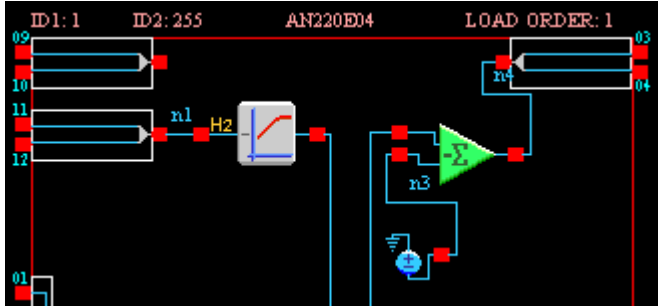 ID1: 1 ID2: 255 AN220E04 LOAD ORDER: 1
09 03
n4
10 04
11 n1
H2
-Σ
12
n3
±
01